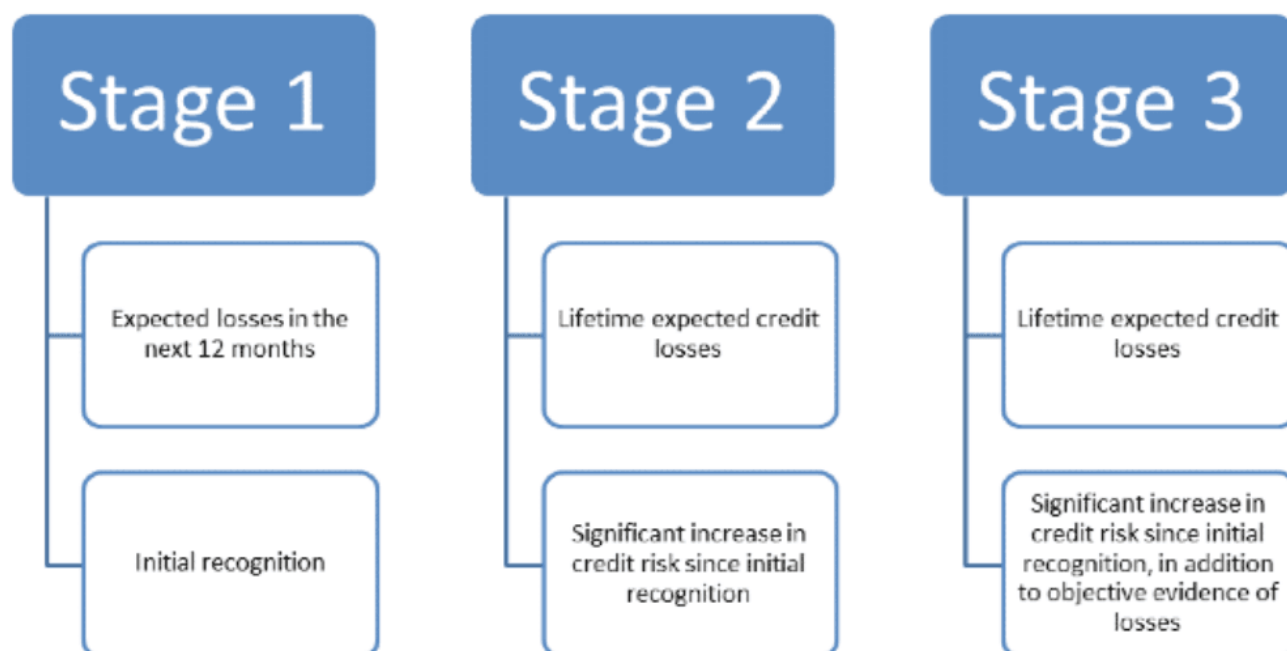 Stage 1
Expected losses in the
next 12 months
Initial recognition
Stage 2
Lifetime expected credit
losses
Significant increase in
credit risk since initial
recognition
Stage 3
Lifetime expected credit
losses
Significant increase in
credit risk since initial
recognition, in addition
to objective evidence of
losses